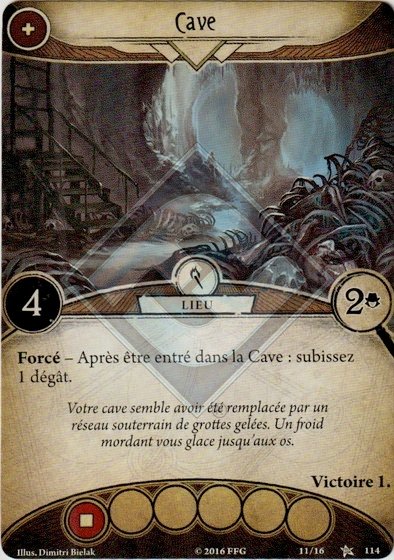 Cave
4
LIEU
2
Forcé – Après être entré dans la Cave : subissez
1 dégât.
Votre cave semble avoir été remplacée par un
réseau souterrain de grottes gelées. Un froid
mordant vous glace jusqu'aux os.
Victoire 1.
Illus. Dimitri Bielak
© 2016 FFG
11/16
114